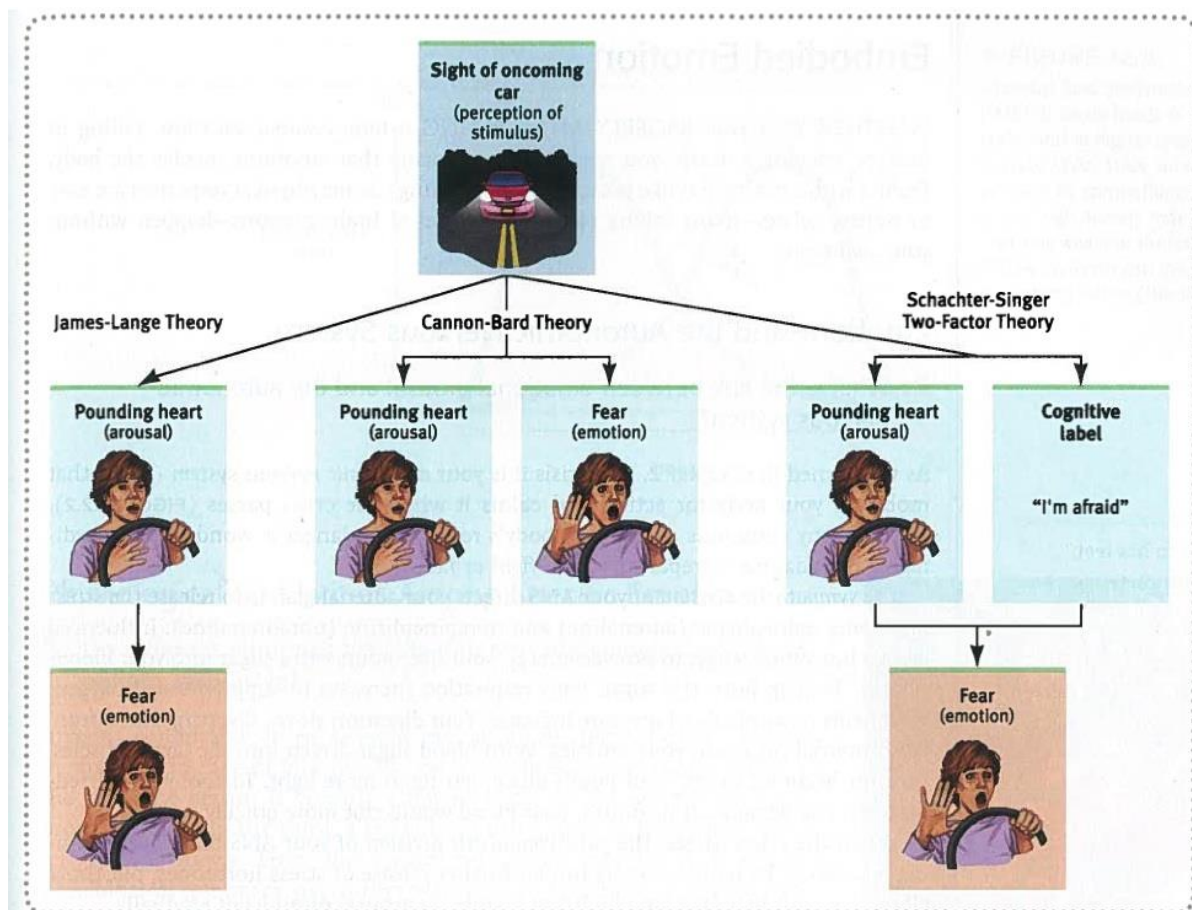 Sight of oncoming
car
(perception of
stimulus)
James-Lange Theory
Cannon-Bard Theory
Schachter-Singer
Two-Factor Theory
Pounding heart
(arousal)
Pounding heart
(arousal)
Fear
(emotion)
Pounding heart
(arousal)
Cognitive
label
"I'm afraid"
Fear
(emotion)
Fear
(emotion)